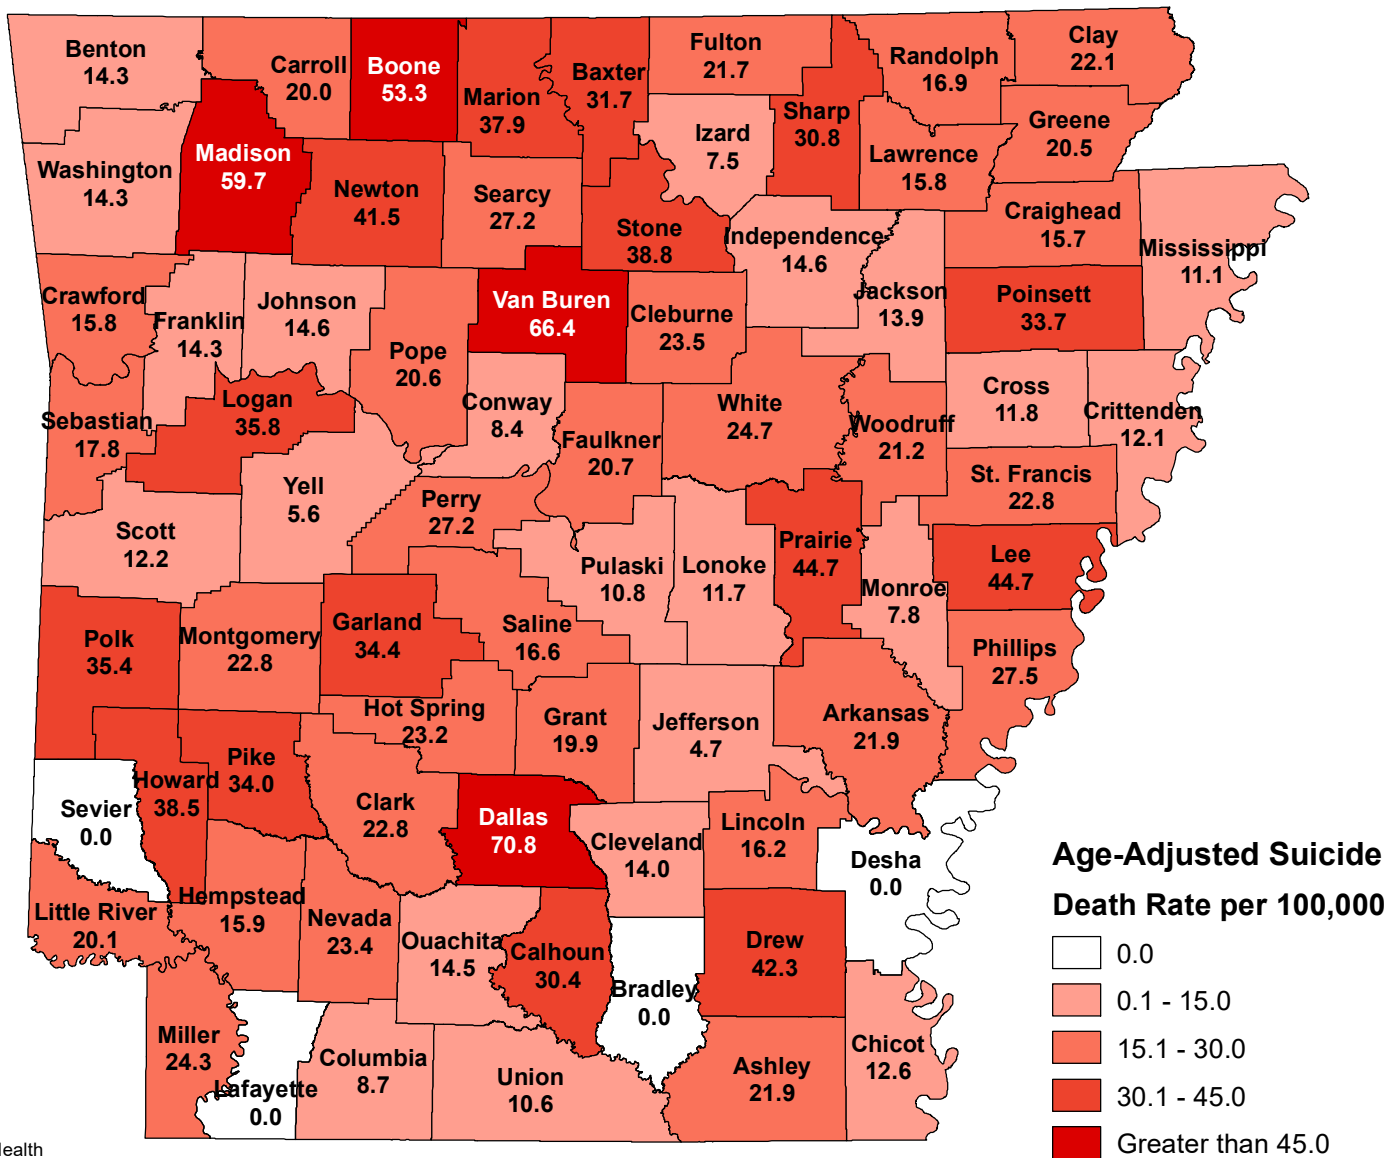 Benton
14.3
Carroll
20.0
Boone
53.3
Marion
37.9
Baxter
31.7
Fulton
21.7
Randolph
16.9
Clay
22.1
Washington
14.3
Madison
59.7
Newton
41.5
Searcy
27.2
Stone
38.8
Izard
7.5
Sharp
30.8
Lawrence
15.8
Greene
20.5
Craighead
15.7
Mississippi
11.1
Crawford
15.8
Franklin
14.3
Johnson
14.6
Pope
20.6
Van Buren
66.4
Cleburne
23.5
Independence
14.6
Jackson
13.9
Poinsett
33.7
Sebastian
17.8
Logan
35.8
Conway
8.4
Faulkner
20.7
White
24.7
Woodruff
21.2
Cross
11.8
Crittenden
12.1
Scott
12.2
Yell
5.6
Perry
27.2
St. Francis
22.8
Polk
35.4
Montgomery
22.8
Garland
34.4
Saline
16.6
Pulaski
10.8
Lonoke
11.7
Prairie
44.7
Monroe
7.8
Lee
44.7
Phillips
27.5
Hot Spring
23.2
Grant
19.9
Jefferson
4.7
Arkansas
21.9
Sevier
0.0
Howard
38.5
Pike
34.0
Clark
22.8
Dallas
70.8
Cleveland
14.0
Lincoln
16.2
Desha
0.0
Little River
20.1
Hempstead
15.9
Nevada
23.4
Ouachita
14.5
Calhoun
30.4
Bradley
0.0
Drew
42.3
Miller
24.3
Lafayette
0.0
Columbia
8.7
Union
10.6
Ashley
21.9
Chicot
12.6
Age-Adjusted Suicide
Death Rate per 100,000
0.0
0.1 - 15.0
15.1 - 30.0
30.1 - 45.0
Greater than 45.0